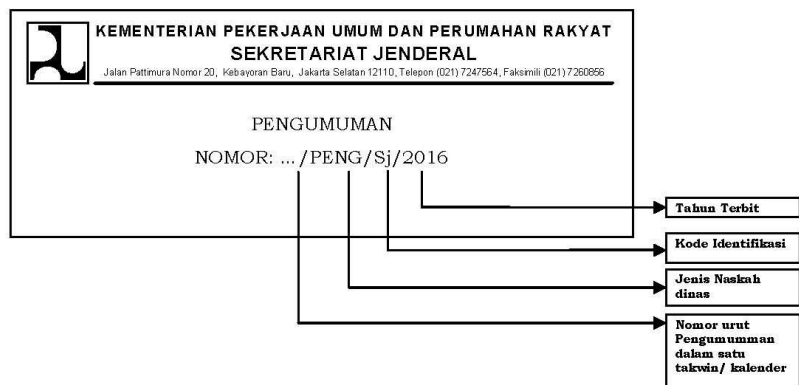 KEMENTERIAN PEKERJAAN UMUM DAN PERUMAHAN RAKYAT
SEKRETARIAT JENDERAL
Jalan Pattimura Nomor 20, Kebayoran Baru, Jakarta Selatan 12110, Telepon (021) 7247564, Faksimili (021) 7260856
PENGUMUMAN
NOMOR: .../PENG/Sj/2016
Tahun Terbit
Kode Identifikasi
Jenis Naskah
dinas
Nomor urut
Pengumumman
dalam satu
takwin/ kalender